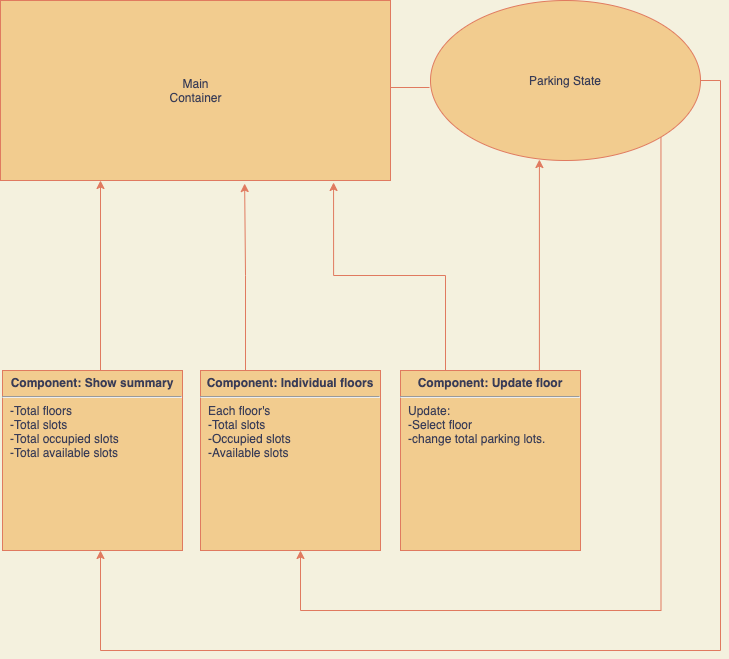 Main
Container
Parking State
Component: Show summary
-Total floors
-Total slots
-Total occupied slots
-Total available slots
Component: Individual floors
Each floor's
-Total slots
-Occupied slots
-Available slots
Component: Update floor
Update:
-Select floor
-change total parking lots.